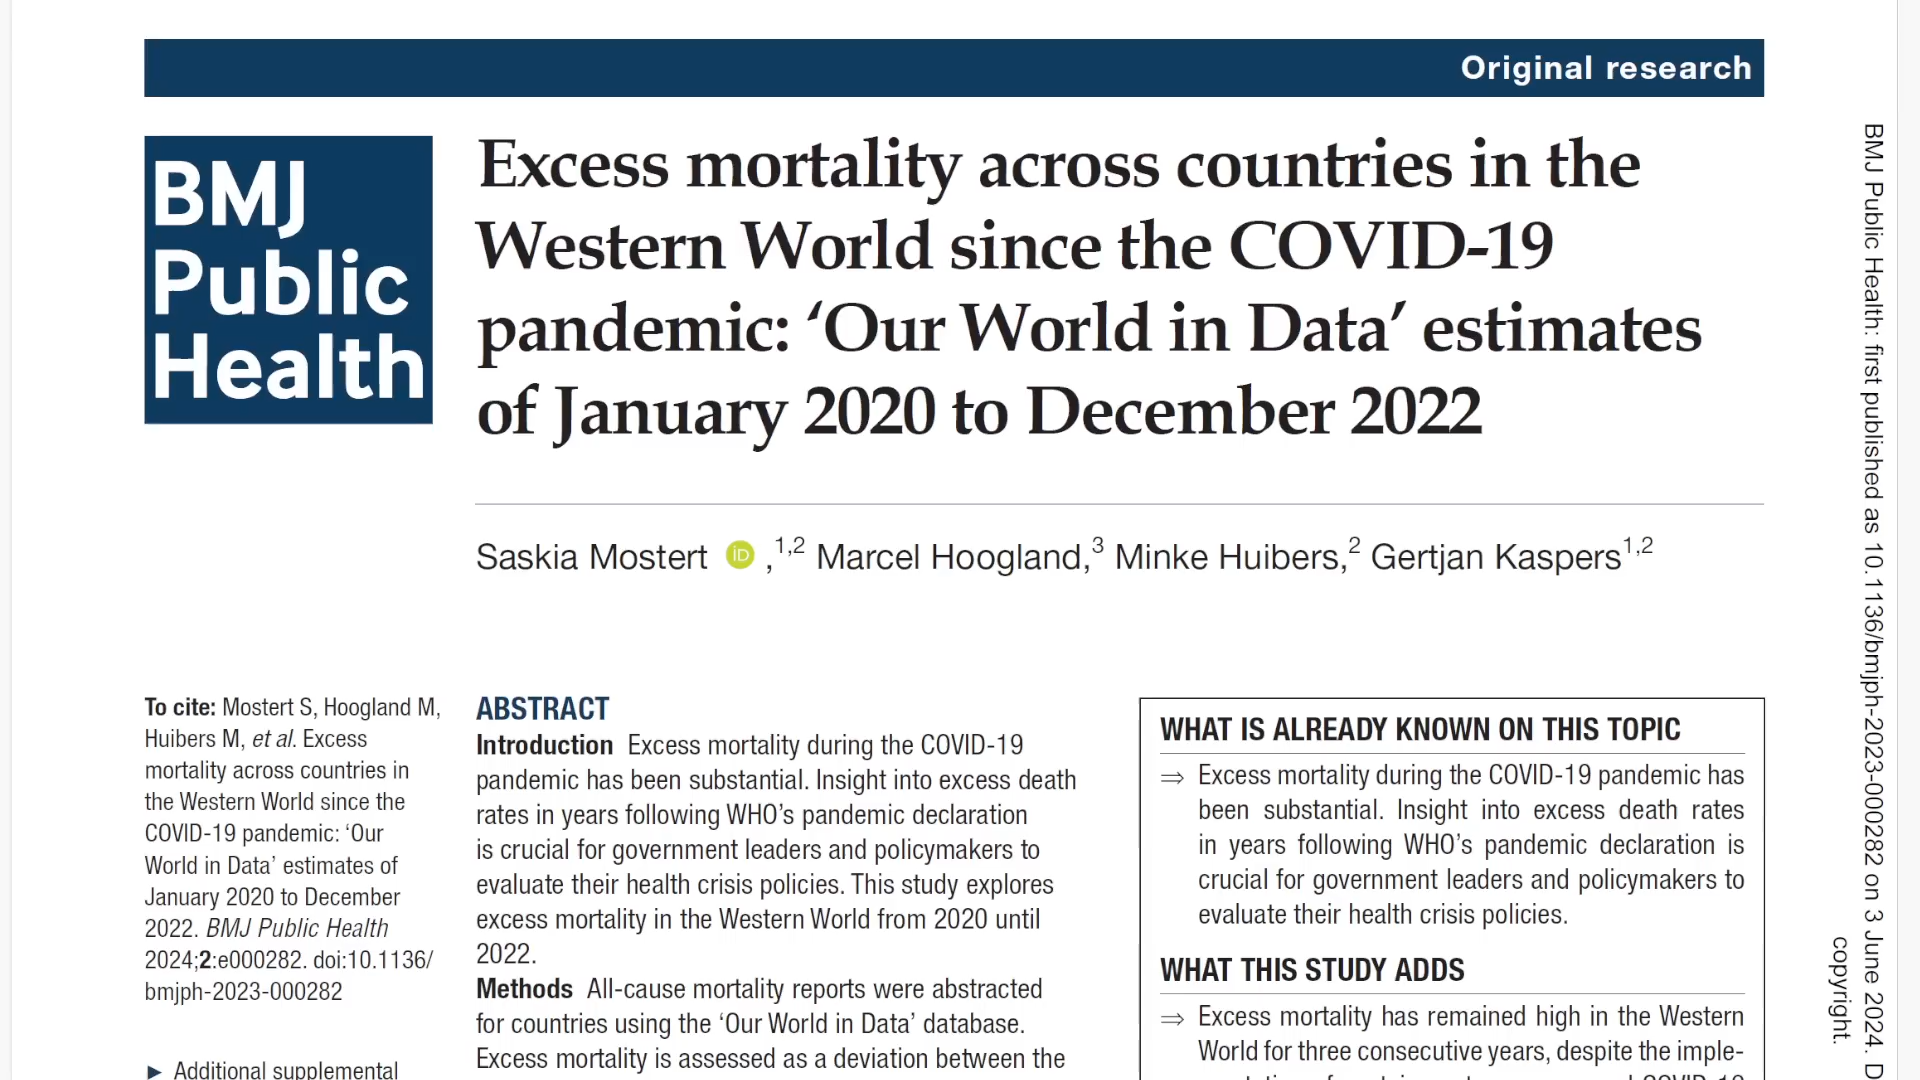 Original research
BMJ
Public
Health
Excess mortality across countries in the
Western World since the COVID-19
pandemic: ‘Our World in Data’ estimates
of January 2020 to December 2022
Saskia Mostert iD ,1,2 Marcel Hoogland,3 Minke Huibers,2 Gertjan Kaspers1,2
To cite: Mostert S, Hoogland M,
Huibers M, et al. Excess
mortality across countries in
the Western World since the
COVID-19 pandemic: ‘Our
World in Data’ estimates of
January 2020 to December
2022. BMJ Public Health
2024;2:e000282. doi:10.1136/
bmjph-2023-000282
► Additional supplemental
ABSTRACT
Introduction Excess mortality during the COVID-19
pandemic has been substantial. Insight into excess death
rates in years following WHO’s pandemic declaration
is crucial for government leaders and policymakers to
evaluate their health crisis policies. This study explores
excess mortality in the Western World from 2020 until
2022.
Methods All-cause mortality reports were abstracted
for countries using the ‘Our World in Data’ database.
Excess mortality is assessed as a deviation between the
WHAT IS ALREADY KNOWN ON THIS TOPIC
⇒ Excess mortality during the COVID-19 pandemic has
been substantial. Insight into excess death rates
in years following WHO’s pandemic declaration is
crucial for government leaders and policymakers to
evaluate their health crisis policies.
WHAT THIS STUDY ADDS
⇒ Excess mortality has remained high in the Western
World for three consecutive years, despite the imple-
BMJ Public Health: first published as 10.1136/bmjph-2023-000282 on 3 June 2024. D
copyright.